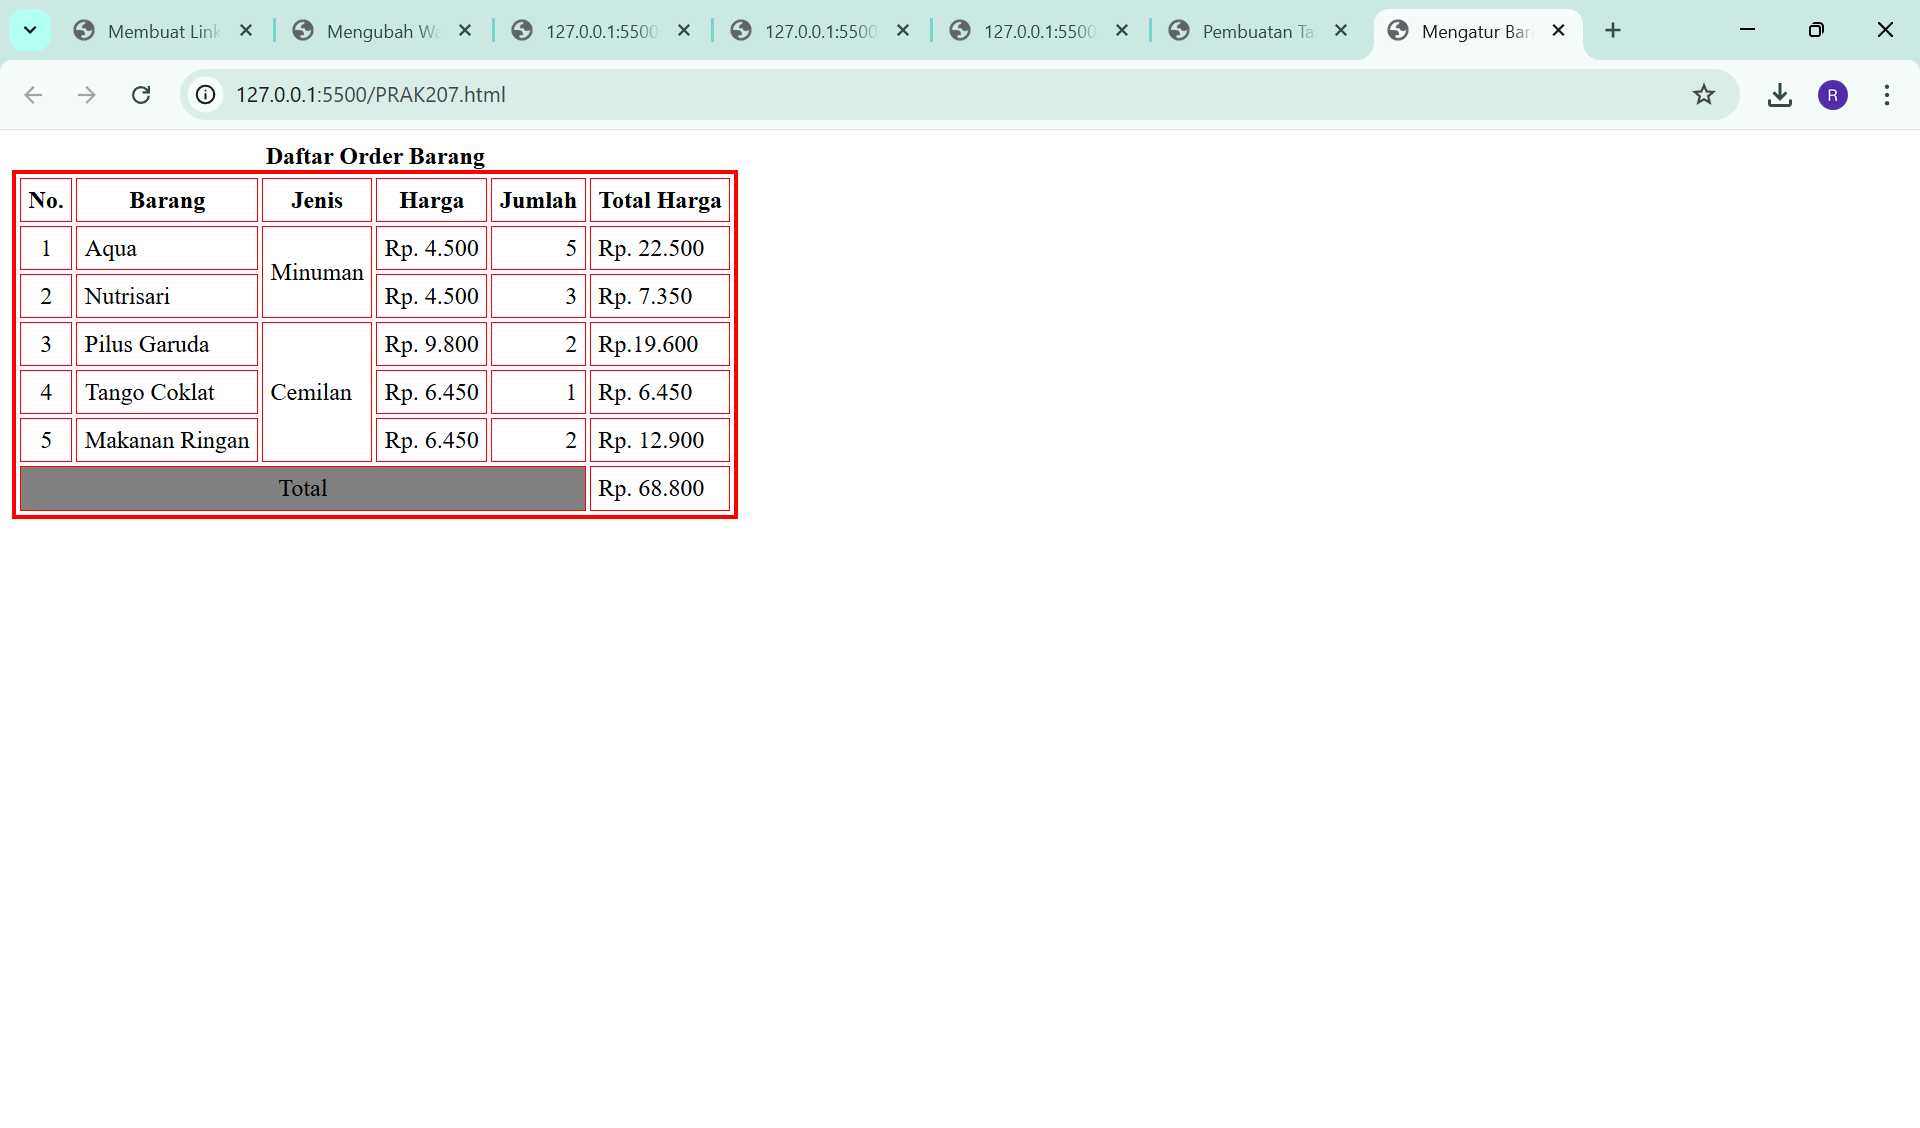 Membuat Link
Mengubah Wa
127.0.0.1:5500
127.0.0.1:5500
127.0.0.1:5500
Pembuatan Ta
Mengatur Bari
127.0.0.1:5500/PRAK207.html
R
Daftar Order Barang
No. Barang Jenis Harga Jumlah Total Harga
1 Aqua Minuman Rp. 4.500 5 Rp. 22.500
2 Nutrisari Rp. 4.500 3 Rp. 7.350
3 Pilus Garuda Cemilan Rp. 9.800 2 Rp.19.600
4 Tango Coklat Rp. 6.450 1 Rp. 6.450
5 Makanan Ringan Rp. 6.450 2 Rp. 12.900
Total Rp. 68.800